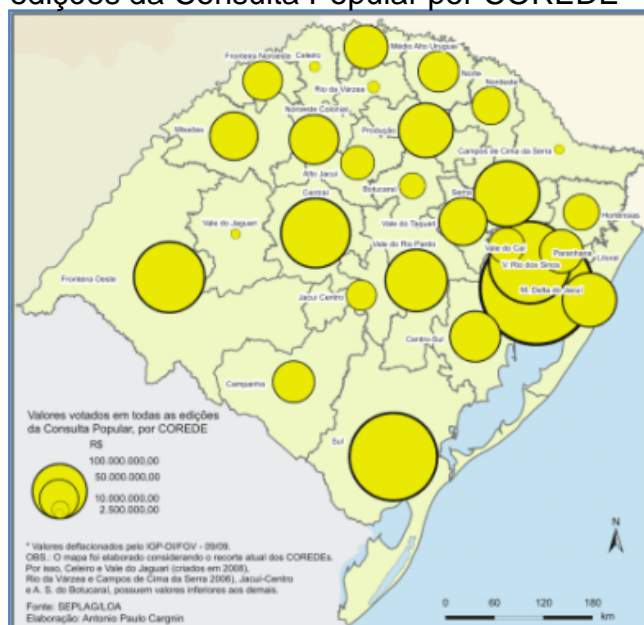 edições da Consulta Popular por COREDE
Médio Alto Uruguai
Fronteira Noroeste
Celeiro
Norte
Nordeste
Rio da Várzea
Noroeste Colonial
Missões
Produção
Campos de Cima da Serra
Alto Jacuí
Botucaraí
Central
Serra
Hortênsias
Vale do Jaguari
Vale do Taquari
Vale do Caí
Vale do Rio Pardo
Paranhana
Litoral
V. Rio dos Sinos
Fronteira Oeste
M. Delta do Jacuí
Jacuí Centro
Centro-Sul
Campanha
Sul
Valores votados em todas as edições
da Consulta Popular, por COREDE
R$
100.000.000,00
50.000.000,00
10.000.000,00
2.500.000,00
N
* Valores deflacionados pelo IGP-DI/FGV - 09/09.
OBS.: O mapa foi elaborado considerando o recorte atual dos COREDEs.
Por isso, Celeiro e Vale do Jaguari (criados em 2008),
Rio da Várzea e Campos de Cima da Serra 2006), Jacuí-Centro
e A. S. do Botucaraí, possuem valores inferiores aos demais.
Fonte: SEPLAG/LOA
Elaboração: Antonio Paulo Cargnin
0 60 120 180
km